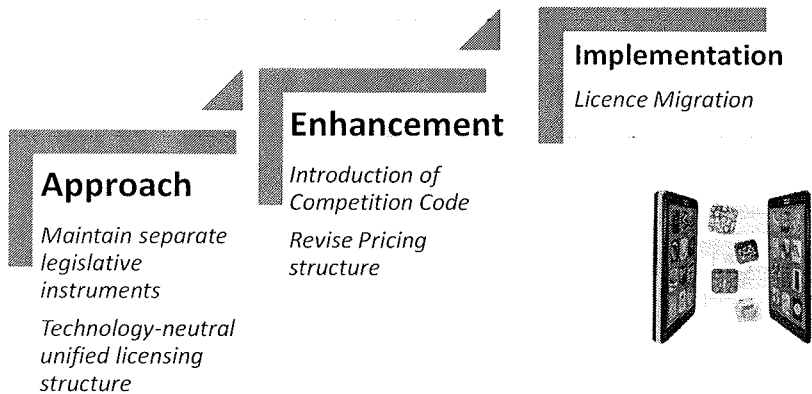 Approach
Maintain separate
legislative
instruments
Technology-neutral
unified licensing
structure
Enhancement
Introduction of
Competition Code
Revise Pricing
structure
Implementation
Licence Migration